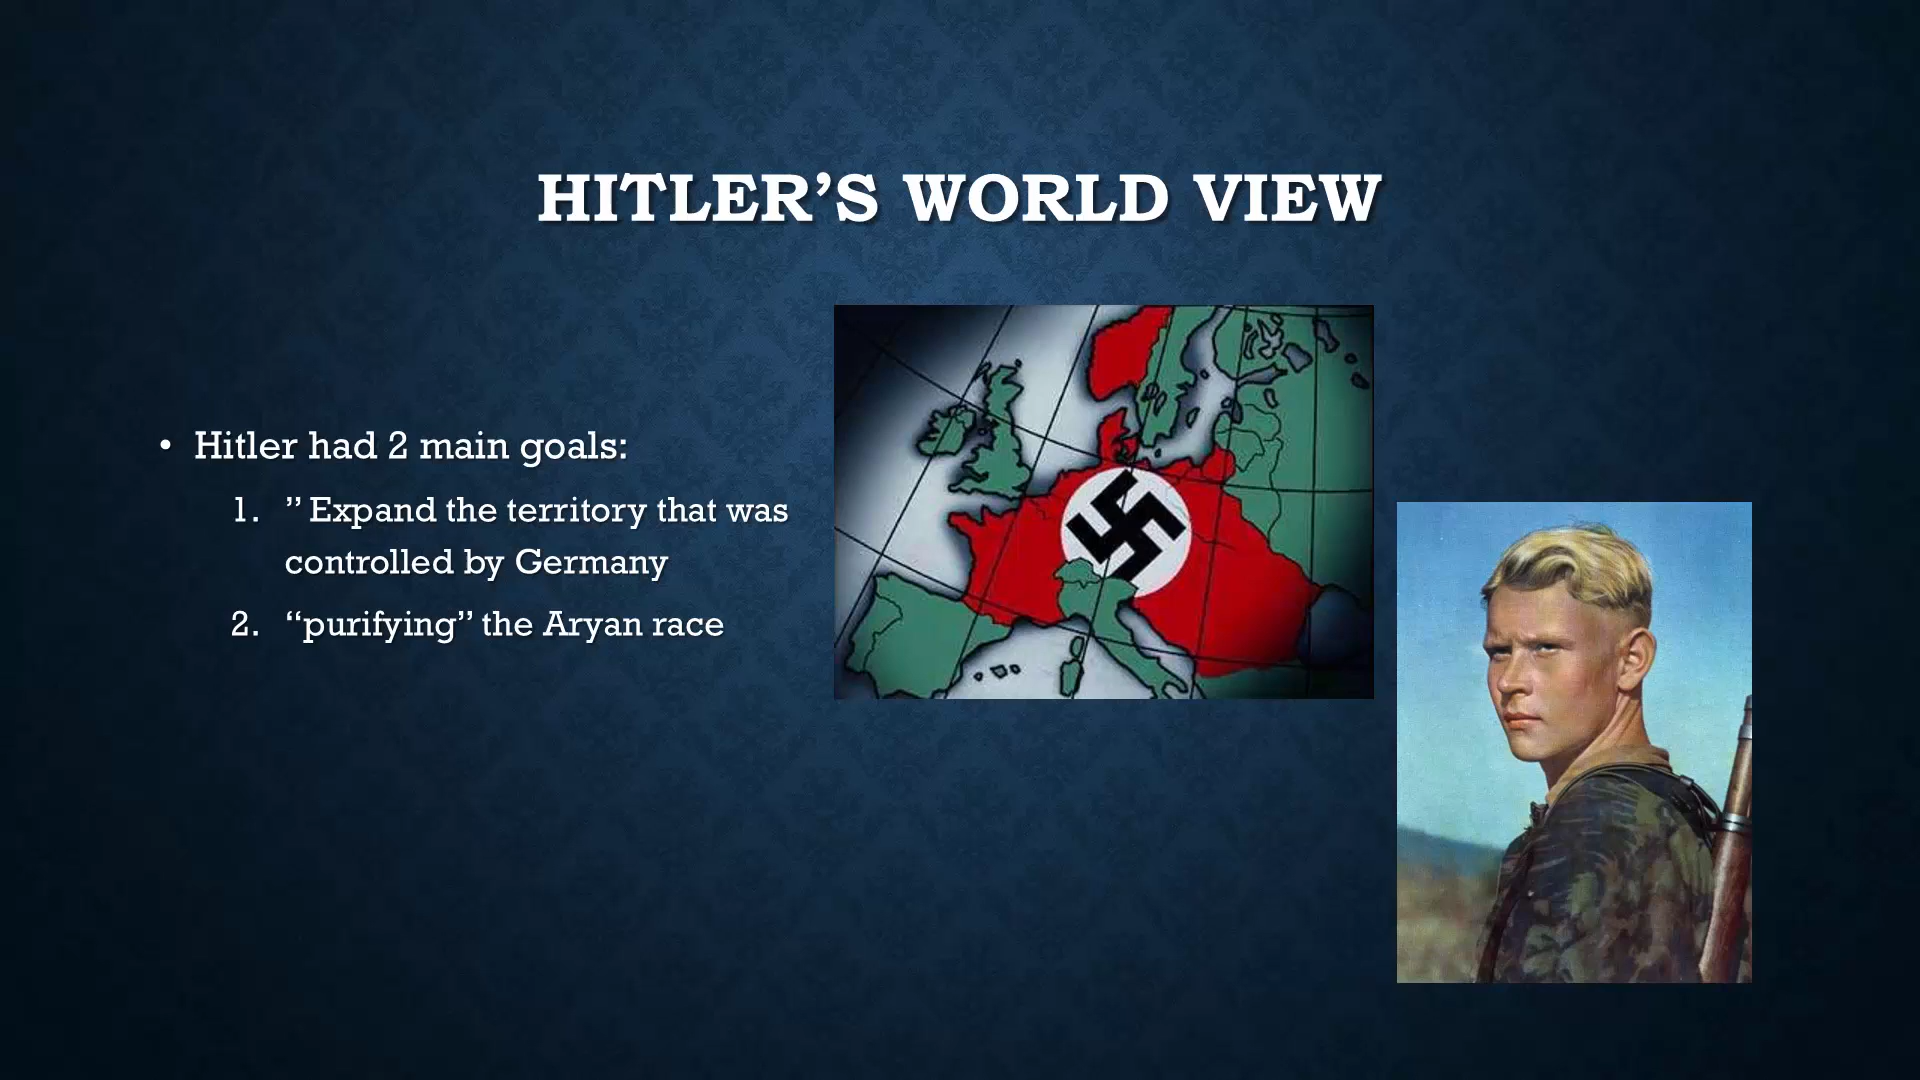 HITLER’S WORLD VIEW
• Hitler had 2 main goals:
1. ” Expand the territory that was
controlled by Germany
2. “purifying” the Aryan race